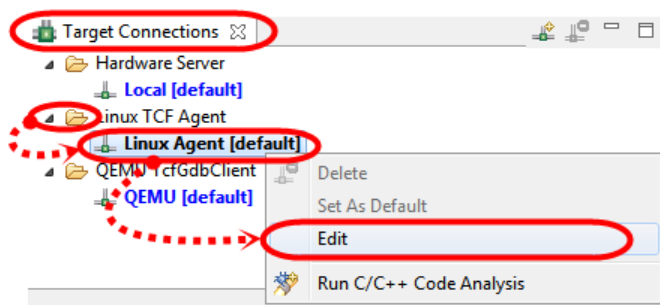 Target Connections
Hardware Server
Local [default]
Linux TCF Agent
Linux Agent [default]
QEMU TcfGdbClient
QEMU [default]
Delete
Set As Default
Edit
Run C/C++ Code Analysis